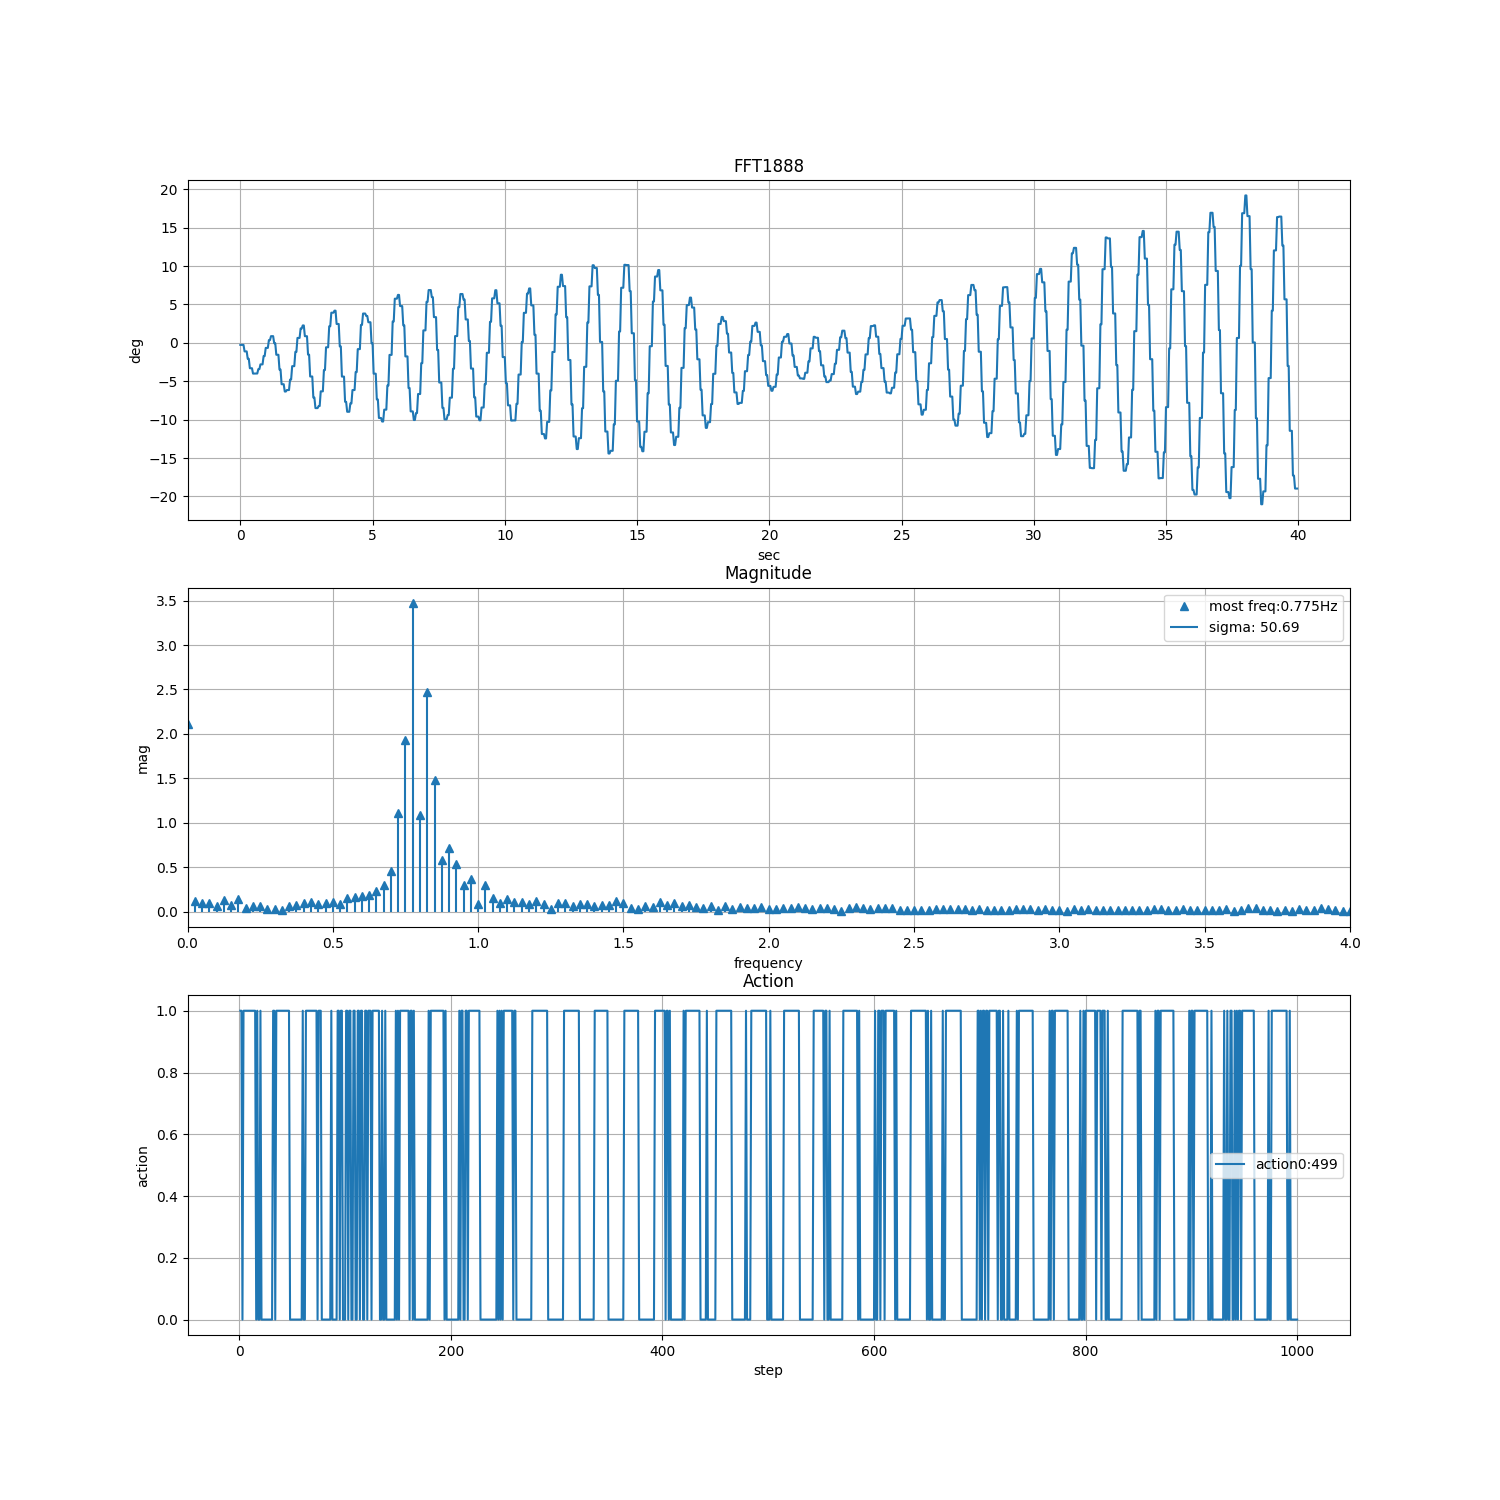 FFT1888
20
15
10
5
0
−5
−10
−15
−20
deg
0 5 10 15 20 25 30 35 40
sec
Magnitude
most freq:0.775Hz
sigma: 50.69
3.5
3.0
2.5
2.0
1.5
1.0
0.5
0.0
mag
0.0 0.5 1.0 1.5 2.0 2.5 3.0 3.5 4.0
frequency
Action
1.0
0.8
0.6
0.4
0.2
0.0
action
action0:499
0 200 400 600 800 1000
step